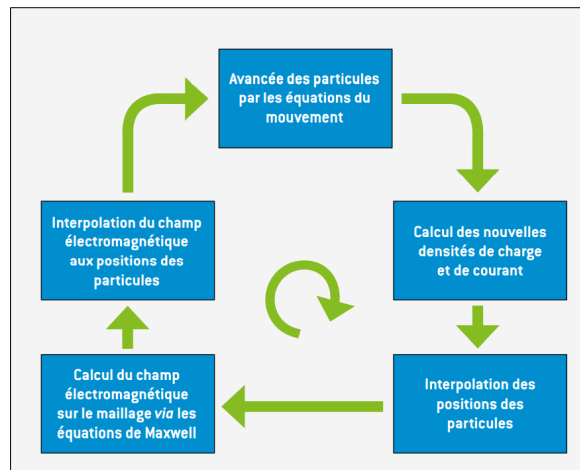 Avancée des particules
par les équations du
mouvement
Calcul des nouvelles
densités de charge
et de courant
Interpolation des
positions des
particules
Calcul du champ
électromagnétique
sur le maillage via les
équations de Maxwell
Interpolation du champ
électromagnétique
aux positions des
particules